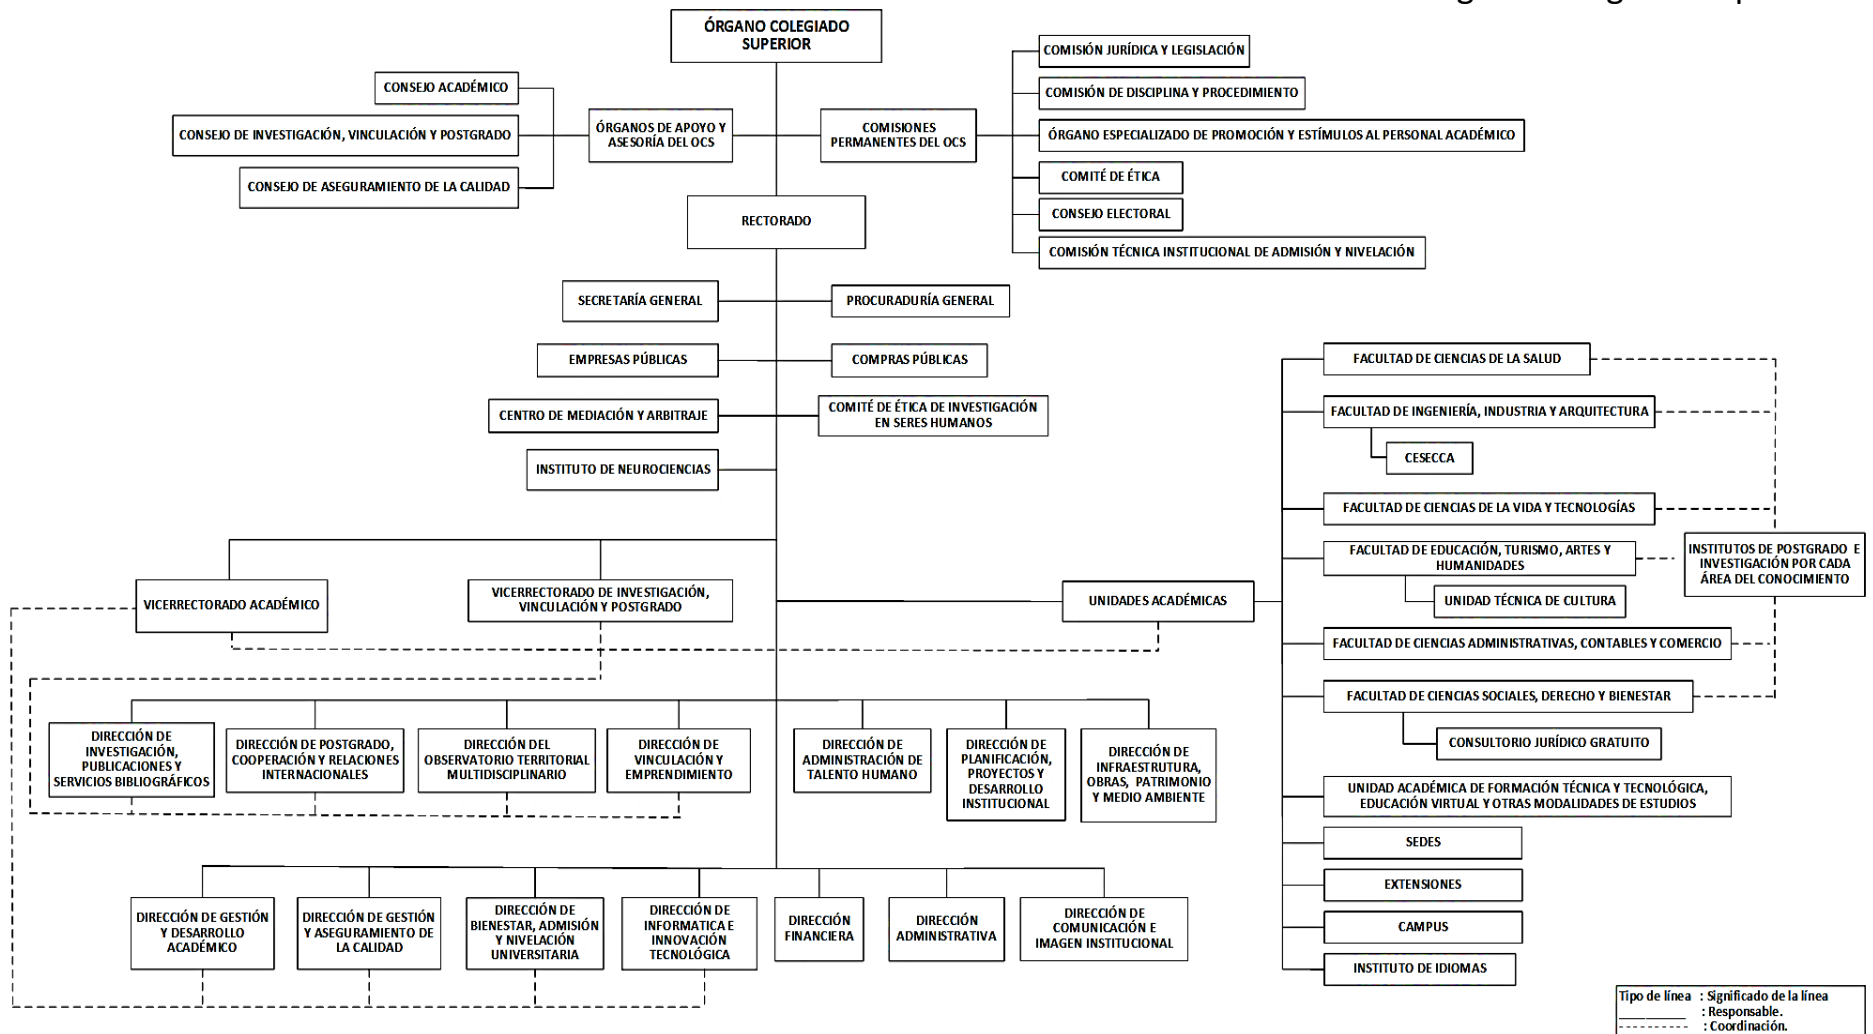 ÓRGANO COLEGIADO
SUPERIOR
CONSEJO ACADÉMICO
CONSEJO DE INVESTIGACIÓN, VINCULACIÓN Y POSTGRADO
CONSEJO DE ASEGURAMIENTO DE LA CALIDAD
ÓRGANOS DE APOYO Y
ASESORÍA DEL OCS
COMISIONES
PERMANENTES DEL OCS
COMISIÓN JURÍDICA Y LEGISLACIÓN
COMISIÓN DE DISCIPLINA Y PROCEDIMIENTO
ÓRGANO ESPECIALIZADO DE PROMOCIÓN Y ESTÍMULOS AL PERSONAL ACADÉMICO
COMITÉ DE ÉTICA
CONSEJO ELECTORAL
COMISIÓN TÉCNICA INSTITUCIONAL DE ADMISIÓN Y NIVELACIÓN
RECTORADO
SECRETARÍA GENERAL
PROCURADURÍA GENERAL
EMPRESAS PÚBLICAS
COMPRAS PÚBLICAS
CENTRO DE MEDIACIÓN Y ARBITRAJE
COMITÉ DE ÉTICA DE INVESTIGACIÓN
EN SERES HUMANOS
INSTITUTO DE NEUROCIENCIAS
VICERRECTORADO ACADÉMICO
VICERRECTRADO DE INVESTIGACIÓN,
VINCULACIÓN Y POSTGRADO
UNIDADES ACADÉMICAS
FACULTAD DE CIENCIAS DE LA SALUD
FACULTAD DE INGENIERÍA, INDUSTRIA Y ARQUITECTURA
CESECCA
FACULTAD DE CIENCIAS DE LA VIDA Y TECNOLOGÍAS
FACULTAD DE EDUCACIÓN, TURISMO, ARTES Y
HUMANIDADES
UNIDAD TÉCNICA DE CULTURA
FACULTAD DE CIENCIAS ADMINISTRATIVAS, CONTABLES Y COMERCIO
FACULTAD DE CIENCIAS SOCIALES, DERECHO Y BIENESTAR
CONSULTORIO JURÍDICO GRATUITO
UNIDAD ACADÉMICA DE FORMACIÓN TÉCNICA Y TECNOLÓGICA,
EDUCACIÓN VIRTUAL Y OTRAS MODALIDADES DE ESTUDIOS
SEDES
EXTENSIONES
CAMPUS
INSTITUTO DE IDIOMAS
INSTITUTOS DE POSTGRADO E
INVESTIGACIÓN POR CADA
ÁREA DEL CONOCIMIENTO
DIRECCIÓN DE
INVESTIGACIÓN,
PUBLICACIONES Y
SERVICIOS BIBLIOGRÁFICOS
DIRECCIÓN DE POSTGRADO,
COOPERACIÓN Y RELACIONES
INTERNACIONALES
DIRECCIÓN DEL
OBSERVATORIO TERRITORIAL
MULTIDISCIPLINARIO
DIRECCIÓN DE
VINCULACIÓN Y
EMPRENDIMIENTO
DIRECCIÓN DE
ADMINISTRACIÓN DE
TALENTO HUMANO
DIRECCIÓN DE
PLANIFICACIÓN,
PROYECTOS Y
DESARROLLO
INSTITUCIONAL
DIRECCIÓN DE
INFRAESTRUTURA,
OBRAS, PATRIMONIO
Y MEDIO AMBIENTE
DIRECCIÓN DE GESTIÓN
Y DESARROLLO
ACADÉMICO
DIRECCIÓN DE GESTIÓN
Y ASEGURAMIENTO DE
LA CALIDAD
DIRECCIÓN DE
BIENESTAR, ADMISIÓN
Y NIVELACIÓN
UNIVERSITARIA
DIRECCIÓN DE
INFORMATICA E
INNOVACIÓN
TECNOLÓGICA
DIRECCIÓN
FINANCIERA
DIRECCIÓN
ADMINISTRATIVA
DIRECCIÓN DE
COMUNICACIÓN E
IMAGEN INSTITUCIONAL
Tipo de línea : Significado de la línea
: Responsable.
: Coordinación.